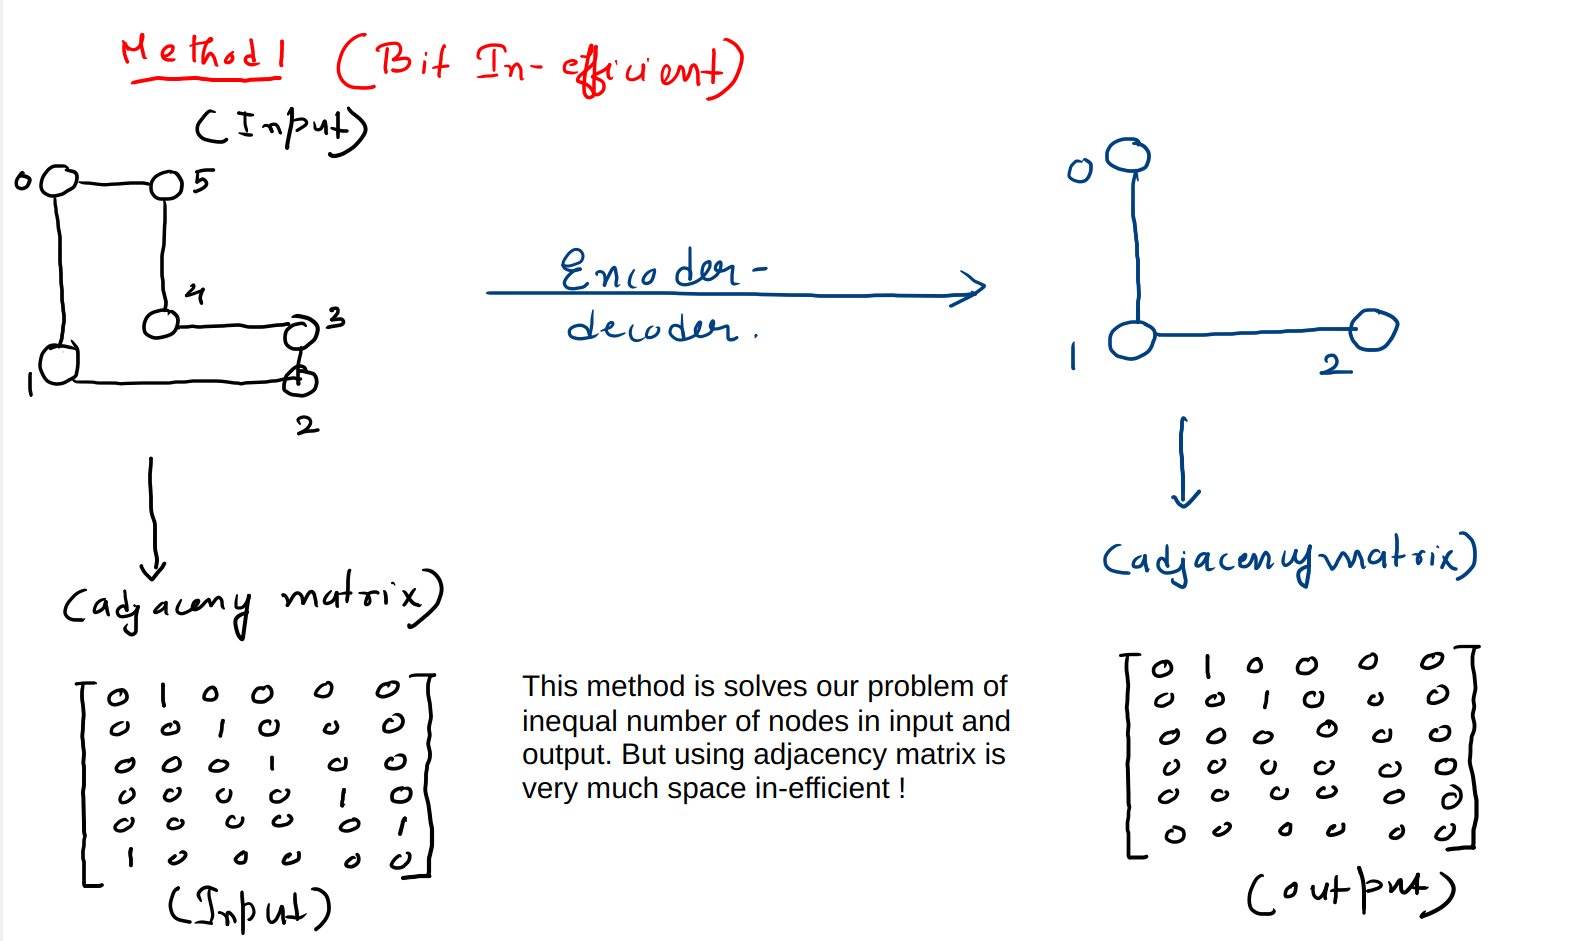 Method 1 (Bit In-efficient)
(Input)
0 5
4
3
1
2
Encoder-
decoder.
0
1
2
(adjaceny matrix)
0 1 0 0 0 0
0 0 1 0 0 0
0 0 0 1 0 0
0 0 0 0 1 0
0 0 0 0 0 1
1 0 0 0 0 0
(Input)
This method is solves our problem of
inequal number of nodes in input and
output. But using adjacency matrix is
very much space in-efficient !
(adjacency matrix)
0 1 0 0 0 0
0 0 1 0 0 0
0 0 0 0 0 0
0 0 0 0 0 0
0 0 0 0 0 0
0 0 0 0 0 0
(output)